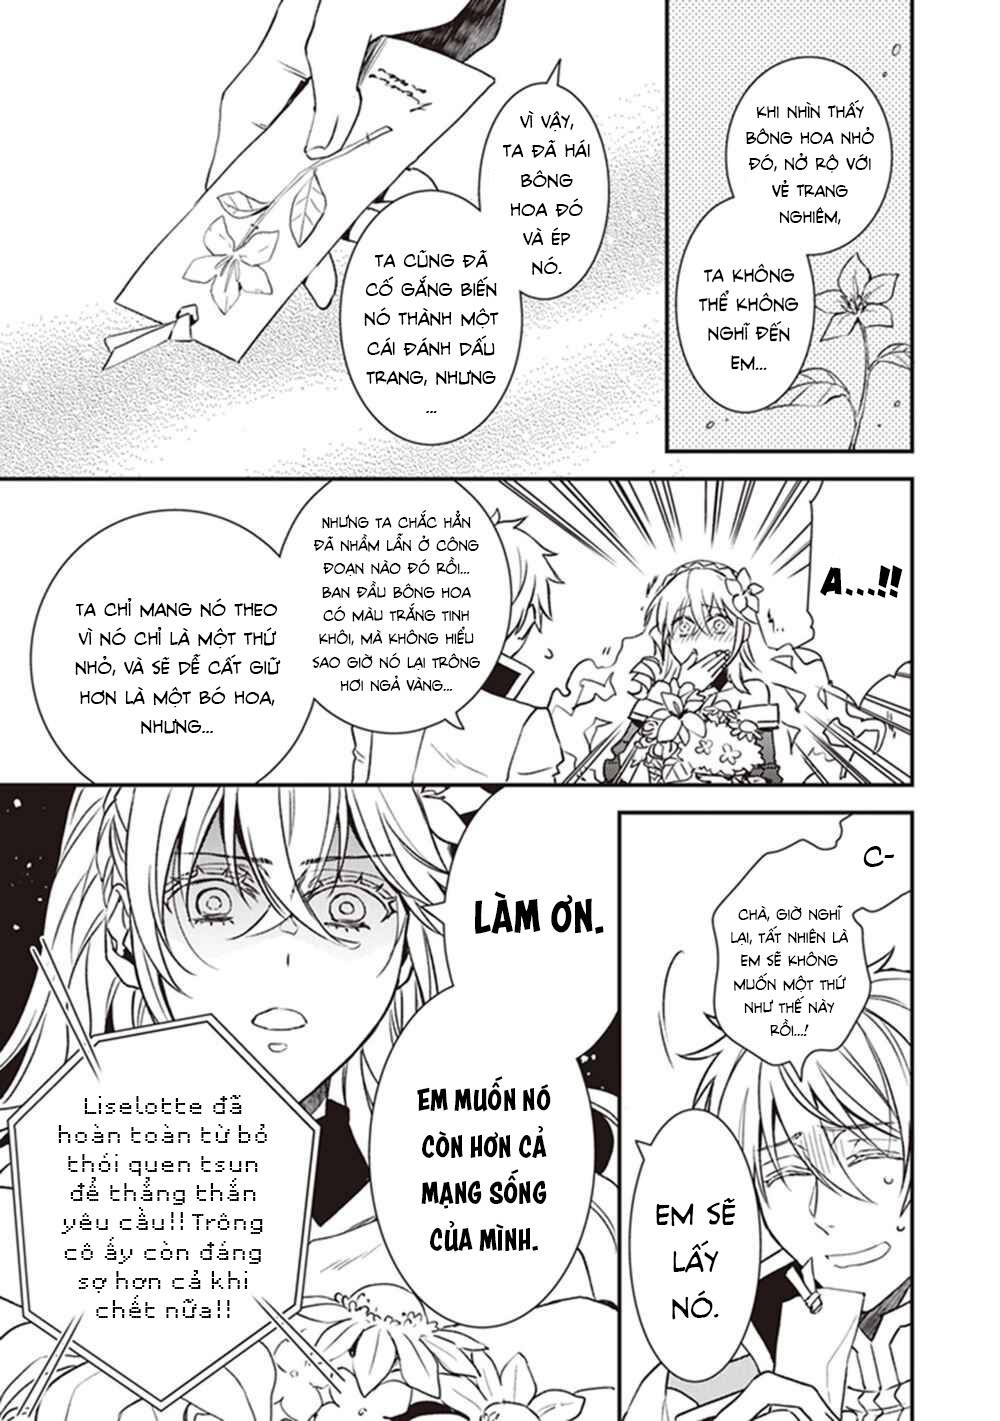 KHI NHÌN THẤY
BÔNG HOA NHỎ
ĐÓ, NỞ RỘ VỚI
VẺ TRANG
NGHIÊM,
TA KHÔNG
THỂ KHÔNG
NGHĨ ĐẾN
EM...
VÌ VẬY,
TA ĐÃ HÁI
BÔNG
HOA ĐÓ
VÀ ÉP
NÓ.
TA CŨNG ĐÃ
CỐ GẮNG BIẾN
NÓ THÀNH MỘT
CÁI ĐÁNH DẤU
TRANG, NHƯNG
...
A...!!
NHƯNG TA CHẮC HẲN
ĐÃ NHẦM LẪN Ở CÔNG
ĐOẠN NÀO ĐÓ RỒI...
BAN ĐẦU BÔNG HOA
CÓ MÀU TRẮNG TINH
KHÔI, MÀ KHÔNG HIỂU
SAO GIỜ NÓ LẠI TRÔNG
HƠI NGẢ VÀNG...
TA CHỈ MANG NÓ THEO
VÌ NÓ CHỈ LÀ MỘT THỨ
NHỎ, VÀ SẼ DỄ CẤT GIỮ
HƠN LÀ MỘT BÓ HOA,
NHƯNG...
C-
CHÀ, GIỜ NGHĨ
LẠI, TẤT NHIÊN LÀ
EM SẼ KHÔNG
MUỐN MỘT THỨ
NHƯ THẾ NÀY
RỒI...!
EM SẼ
LẤY
NÓ.
LÀM ƠN.
EM MUỐN NÓ
CÒN HƠN CẢ
MẠNG SỐNG
CỦA MÌNH.
Liselotte đã
hoàn toàn từ bỏ
thói quen tsun
để thẳng thắn
yêu cầu!! Trông
cô ấy còn đáng
sợ hơn cả khi
chết nữa!!